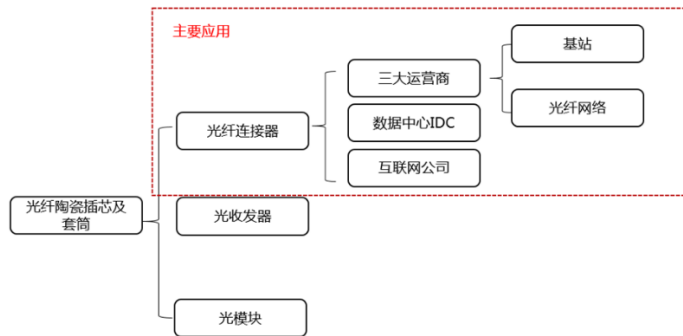 主要应用
基站
三大运营商
光纤网络
光纤连接器
数据中心IDC
互联网公司
光纤陶瓷插芯及
套筒
光收发器
光模块